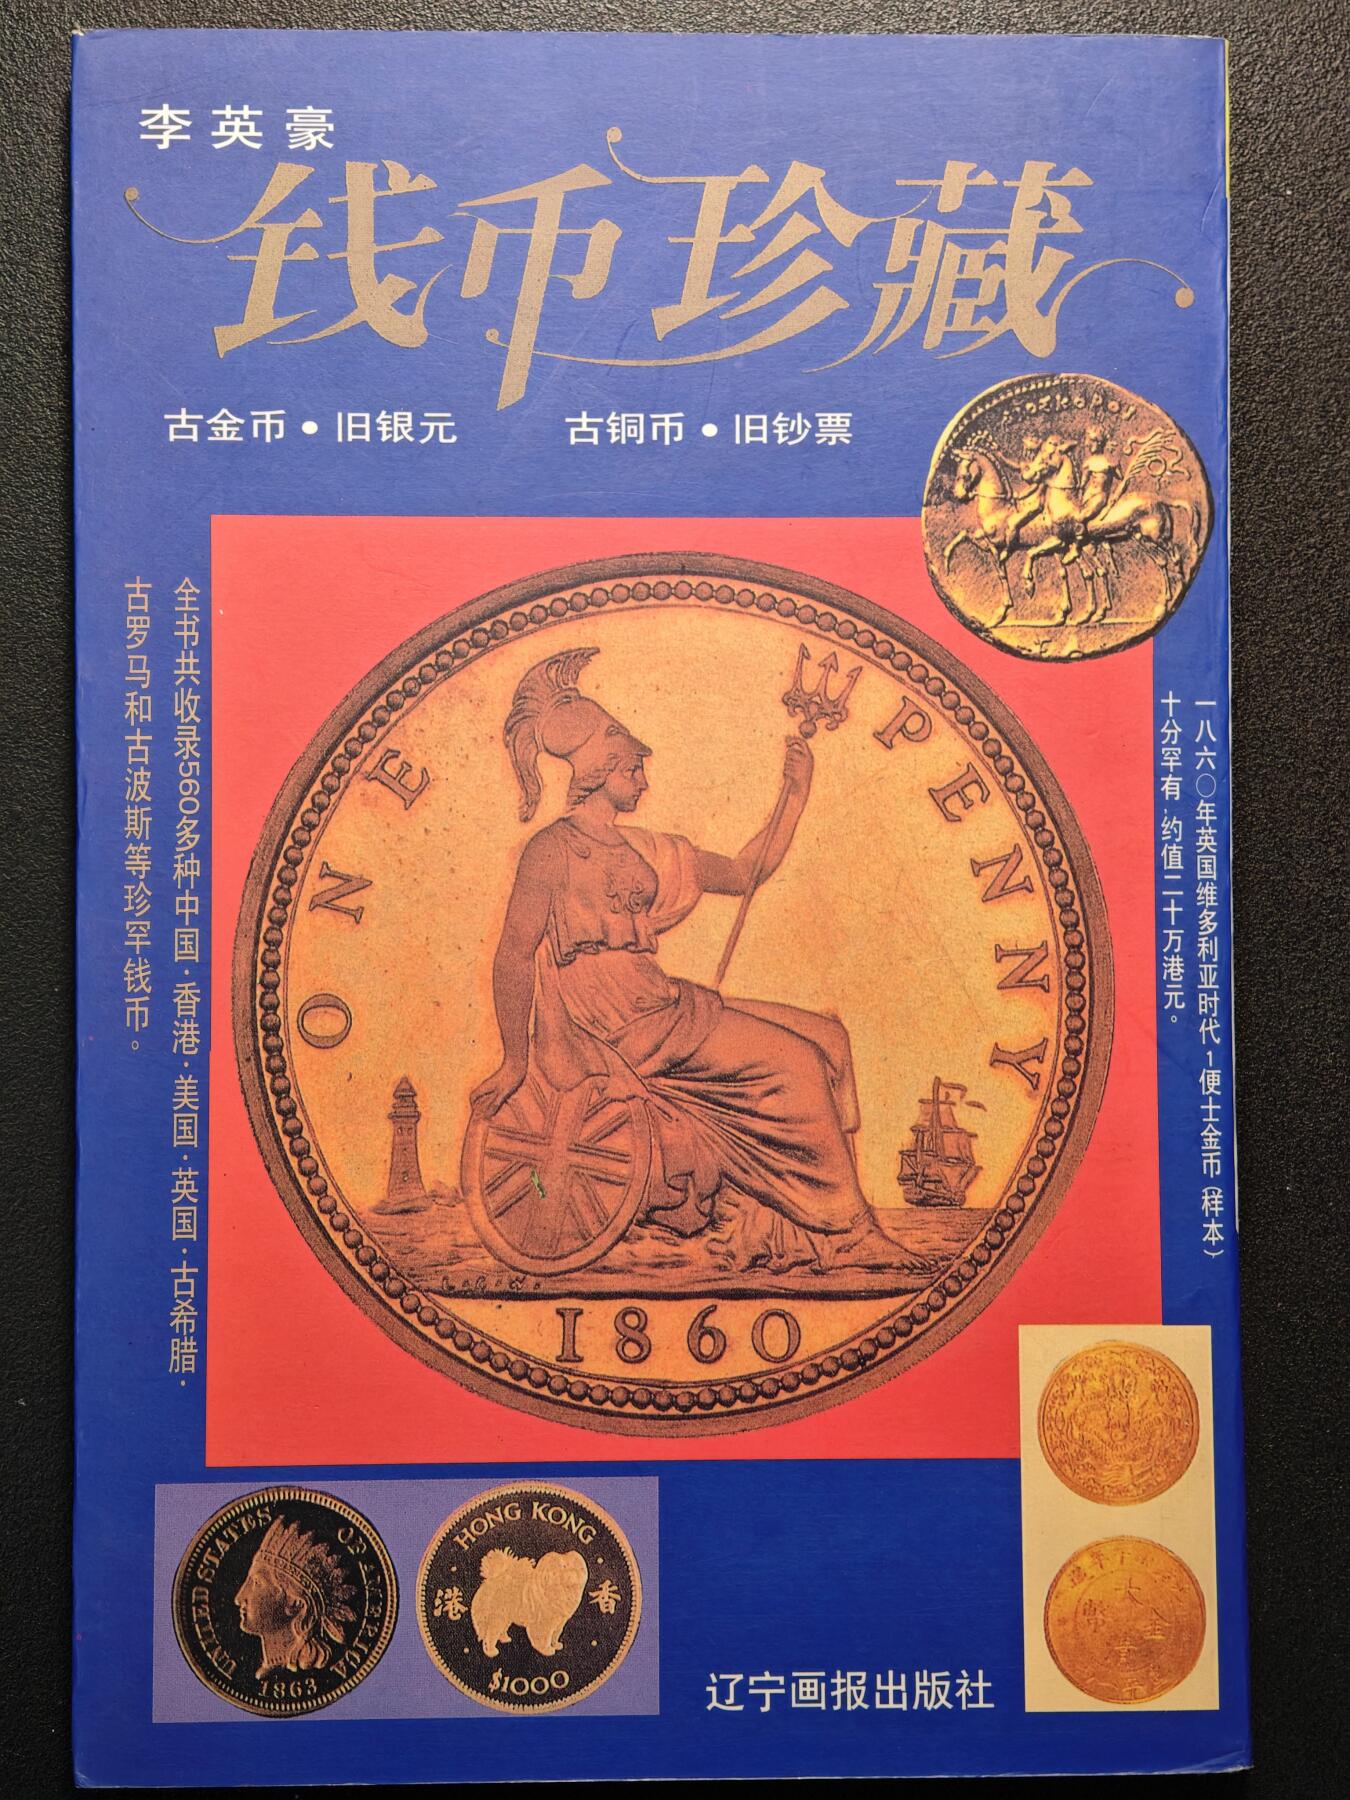 李英豪
钱币珍藏
古金币•旧银元 古铜币•旧钞票
全书共收录560多种中国·香港·美国·英国·古希腊·
古罗马和古波斯等珍罕钱币。
一八六〇年英国维多利亚时代1便士金币(样本)
十分罕有,约值二十万港元。
ONE PENNY
1860
UNITED STATES OF AMERICA
1863
HONG KONG
香港
$1000
辽宁画报出版社